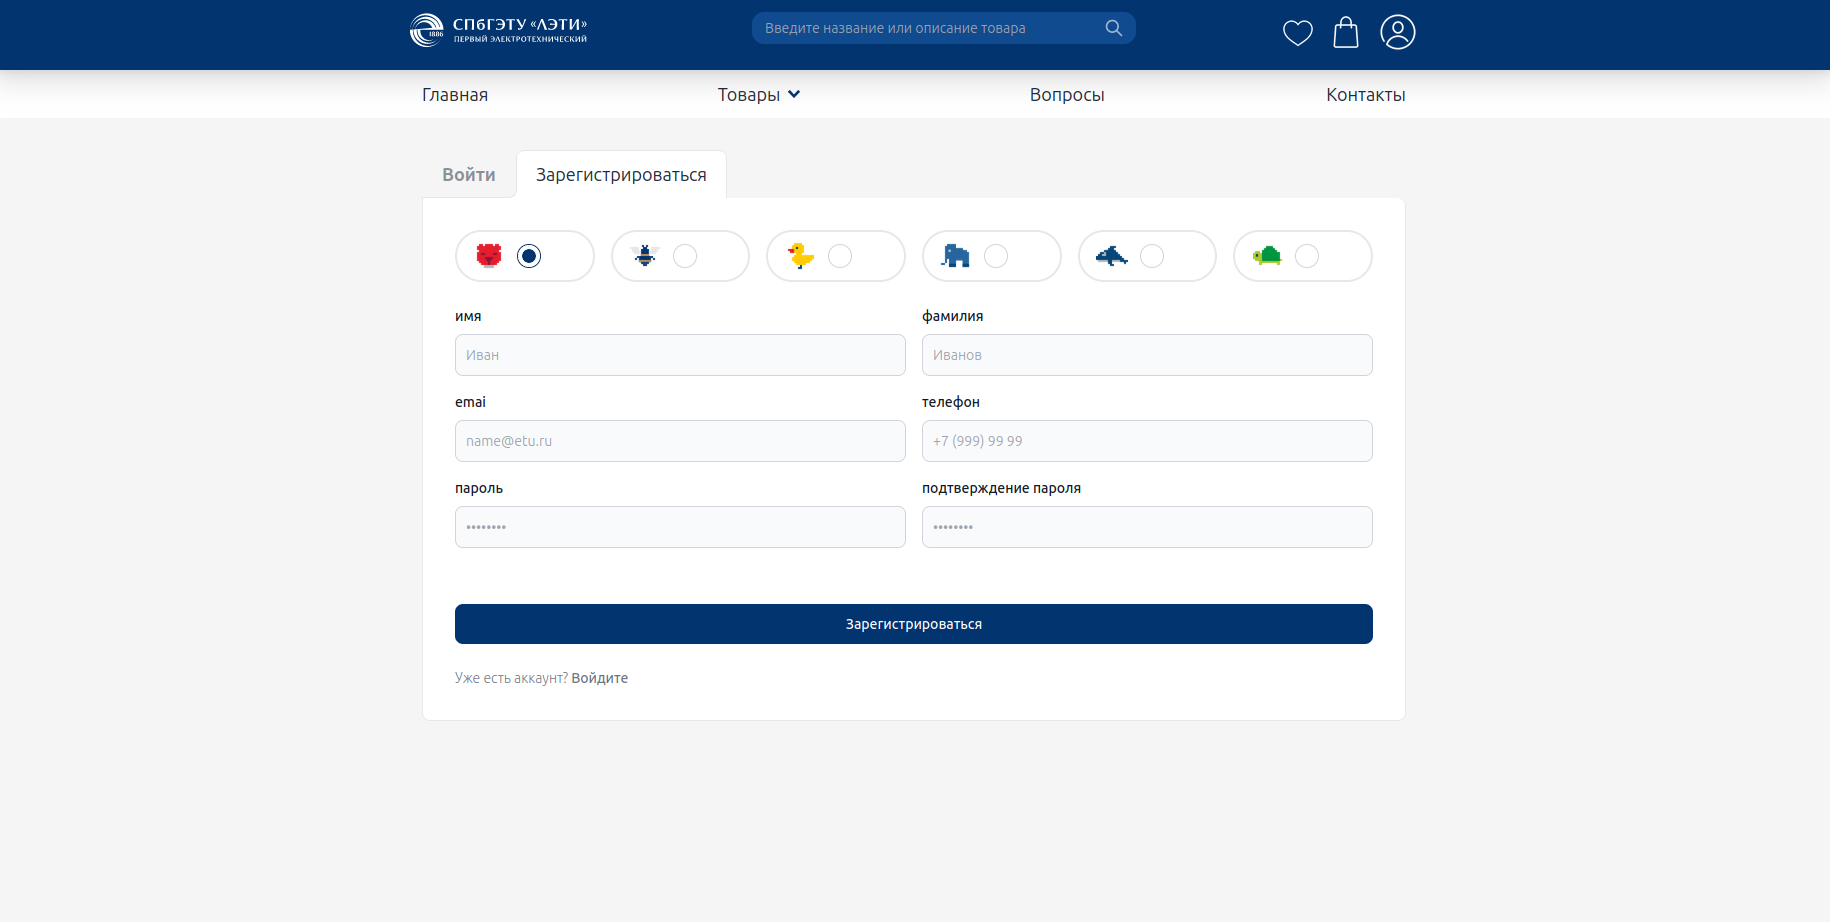 СПбГЭТУ «ЛЭТИ»
ПЕРВЫЙ ЭЛЕКТРОТЕХНИЧЕСКИЙ
1886
Введите название или описание товара
Главная
Товары
Вопросы
Контакты
Войти
Зарегистрироваться
имя
фамилия
Иван
Иванов
emai
телефон
name@etu.ru
+7 (999) 99 99
пароль
подтверждение пароля
••••••••
••••••••
Зарегистрироваться
Уже есть аккаунт? Войдите